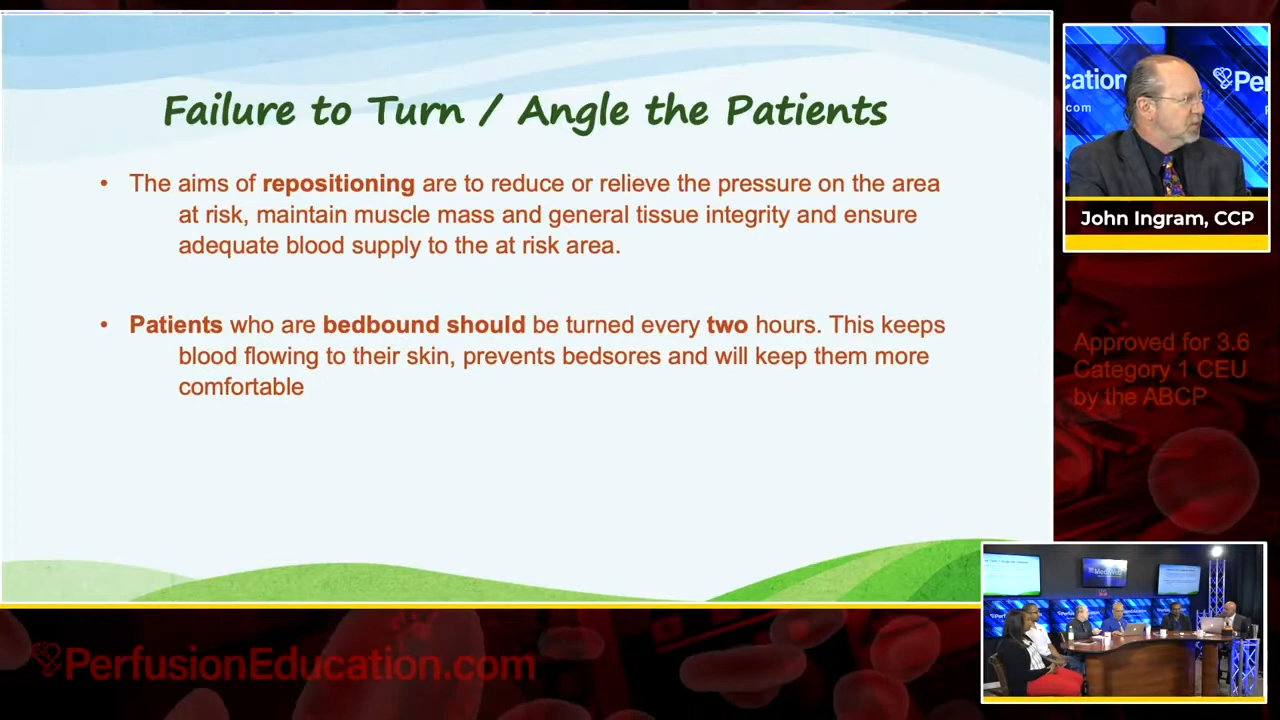 Failure to Turn / Angle the Patients
• The aims of repositioning are to reduce or relieve the pressure on the area
at risk, maintain muscle mass and general tissue integrity and ensure
adequate blood supply to the at risk area.
• Patients who are bedbound should be turned every two hours. This keeps
blood flowing to their skin, prevents bedsores and will keep them more
comfortable
cation
com
Per
John Ingram, CCP
Approved for 3.6
Category 1 CEU
by the ABCP
PerfusionEducation.com